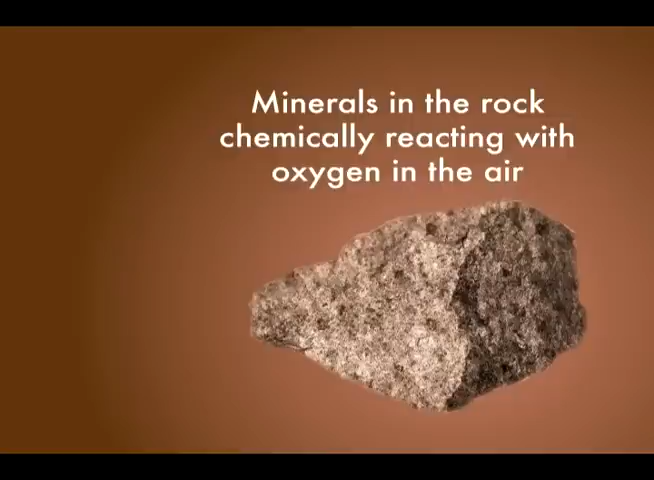 Minerals in the rock
chemically reacting with
oxygen in the air